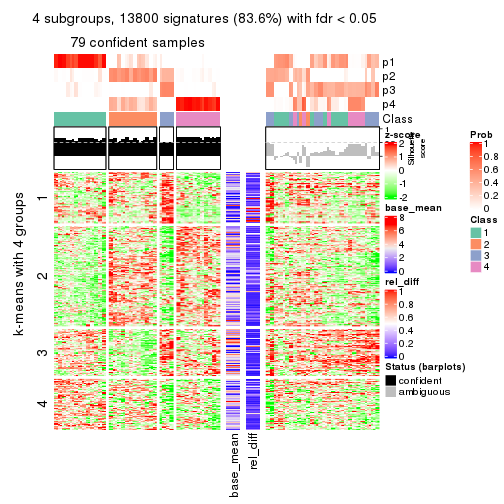 4 subgroups, 13800 signatures (83.6%) with fdr < 0.05
79 confident samples
p1
p2
p3
p4
Class
1
Silhouette
score
k-means with 4 groups
1
2
3
4
base_mean
rel_diff
z-score
2
1
0
-1
-2
base_mean
8
6
4
2
0
rel_diff
1
0.8
0.6
0.4
0.2
0
Status (barplots)
confident
ambiguous
Prob
1
0.8
0.6
0.4
0.2
0
Class
1
2
3
4